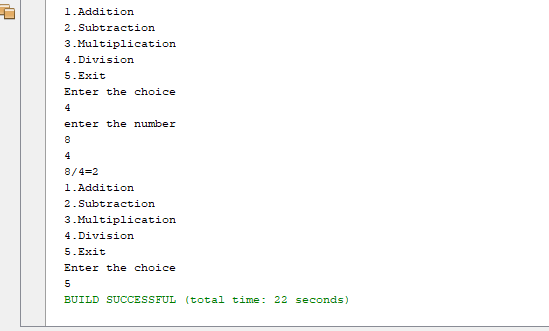 1.Addition
2.Subtraction
3.Multiplication
4.Division
5.Exit
Enter the choice
4
enter the number
8
4
8/4=2
1.Addition
2.Subtraction
3.Multiplication
4.Division
5.Exit
Enter the choice
5
BUILD SUCCESSFUL (total time: 22 seconds)